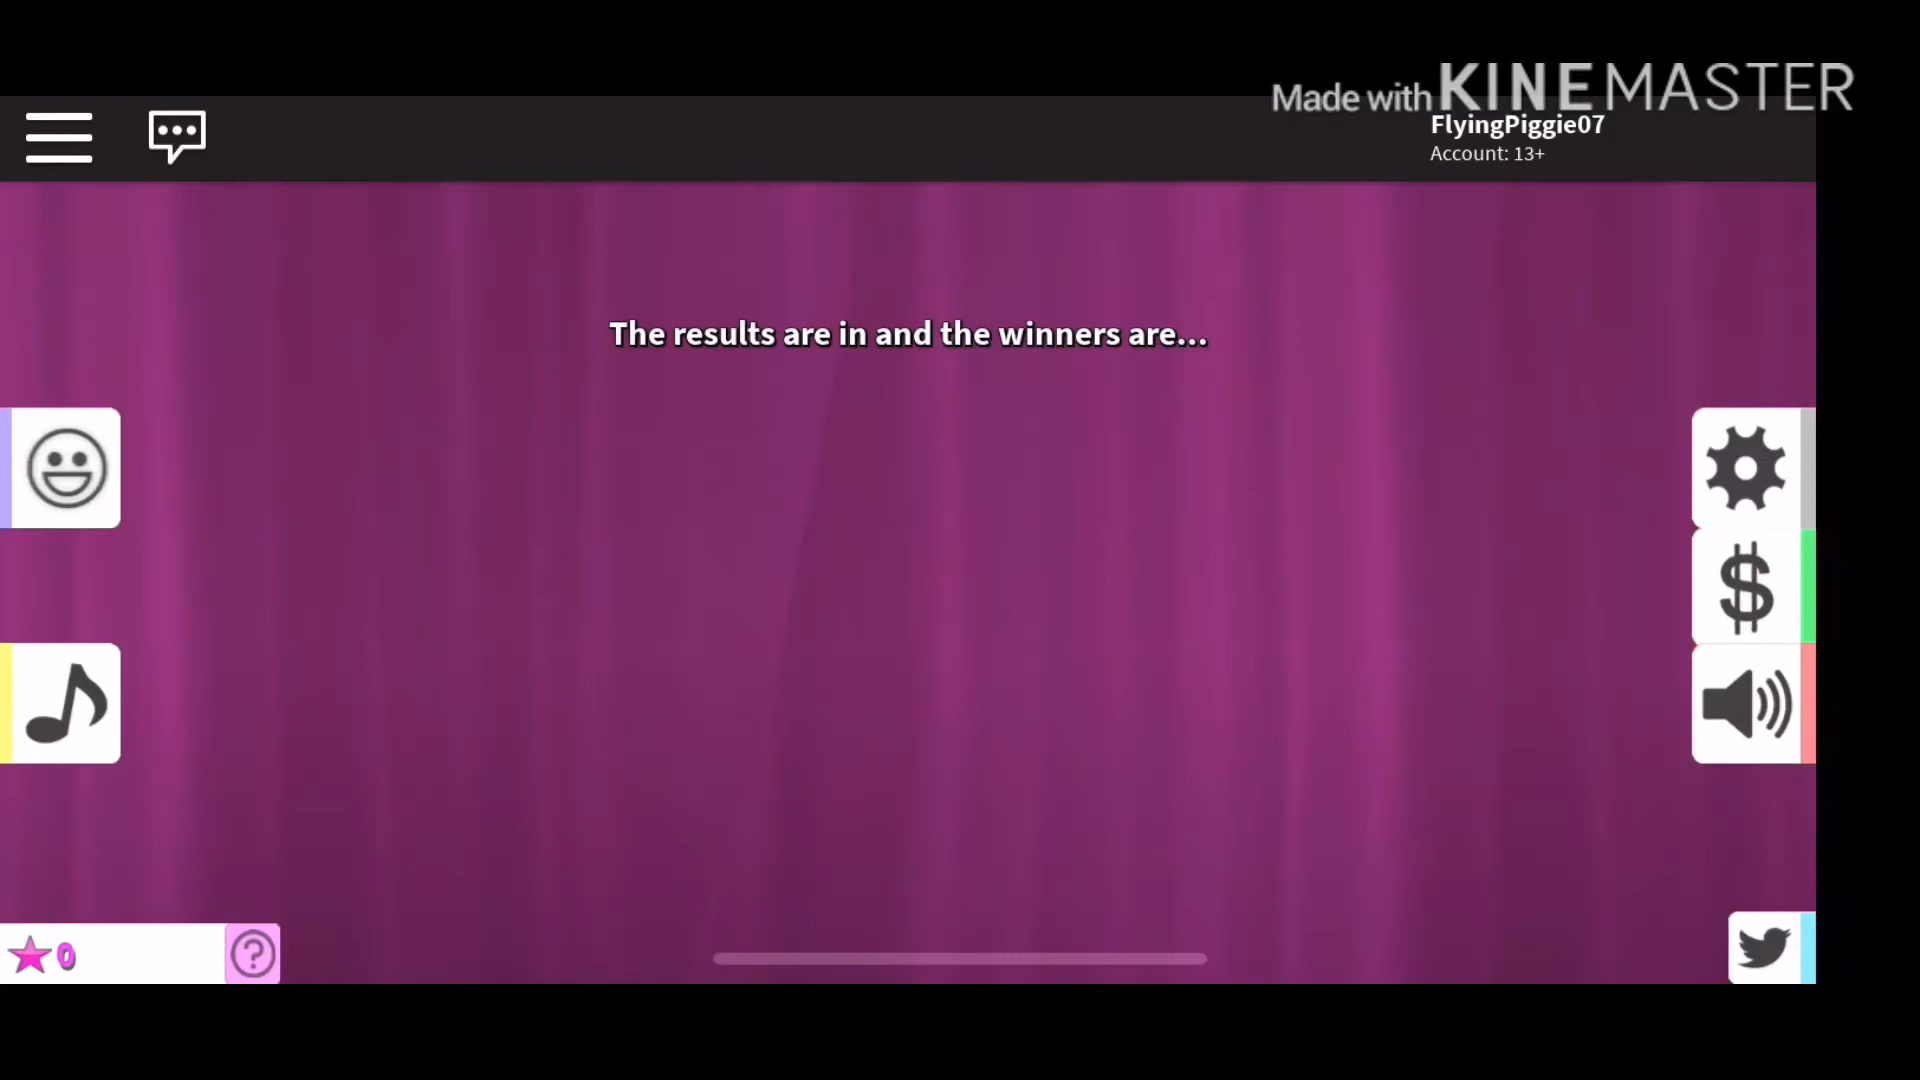 Made with KINEMASTER
FlyingPiggie07
Account: 13+
The results are in and the winners are...
0